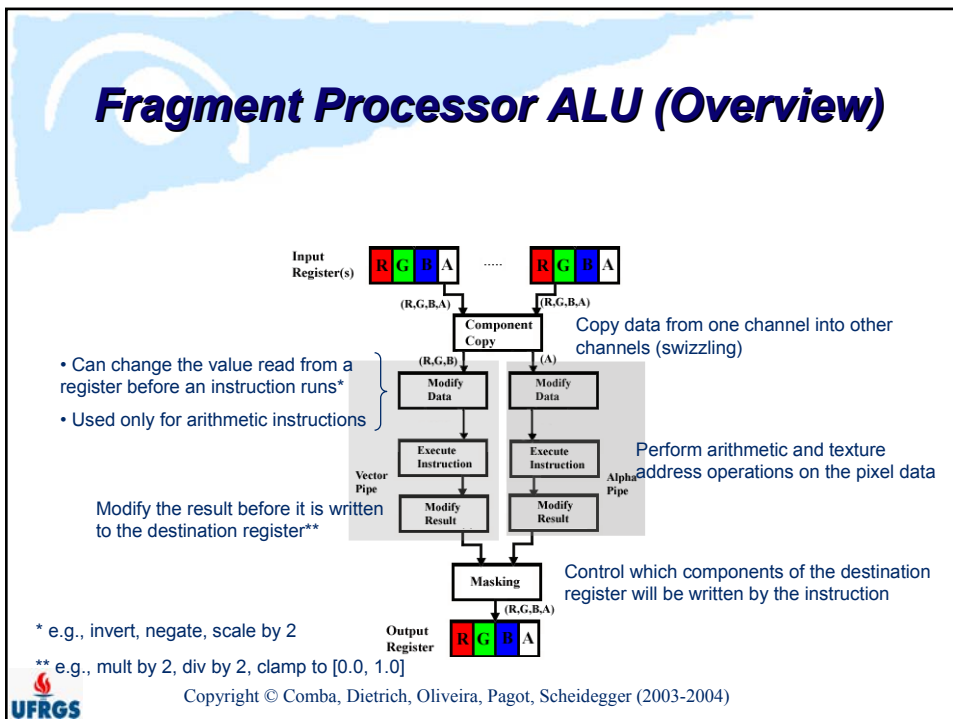 Fragment Processor ALU (Overview)
Input
Register(s)
R G B A ..... R G B A
(R,G,B,A) (R,G,B,A)
Component
Copy
Copy data from one channel into other
channels (swizzling)
(R,G,B) (A)
• Can change the value read from a
register before an instruction runs*
• Used only for arithmetic instructions
Modify
Data
Modify
Data
Execute
Instruction
Execute
Instruction
Perform arithmetic and texture
address operations on the pixel data
Vector
Pipe
Alpha
Pipe
Modify the result before it is written
to the destination register**
Modify
Result
Modify
Result
Masking
Control which components of the destination
register will be written by the instruction
(R,G,B,A)
* e.g., invert, negate, scale by 2
Output
Register
R G B A
** e.g., mult by 2, div by 2, clamp to [0.0, 1.0]
Copyright © Comba, Dietrich, Oliveira, Pagot, Scheidegger (2003-2004)
UFRGS